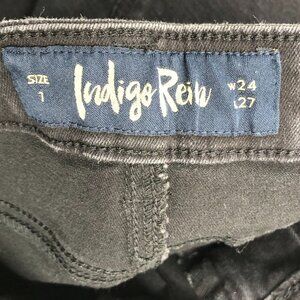 SIZE
1
Indigo Rein
W24
L27